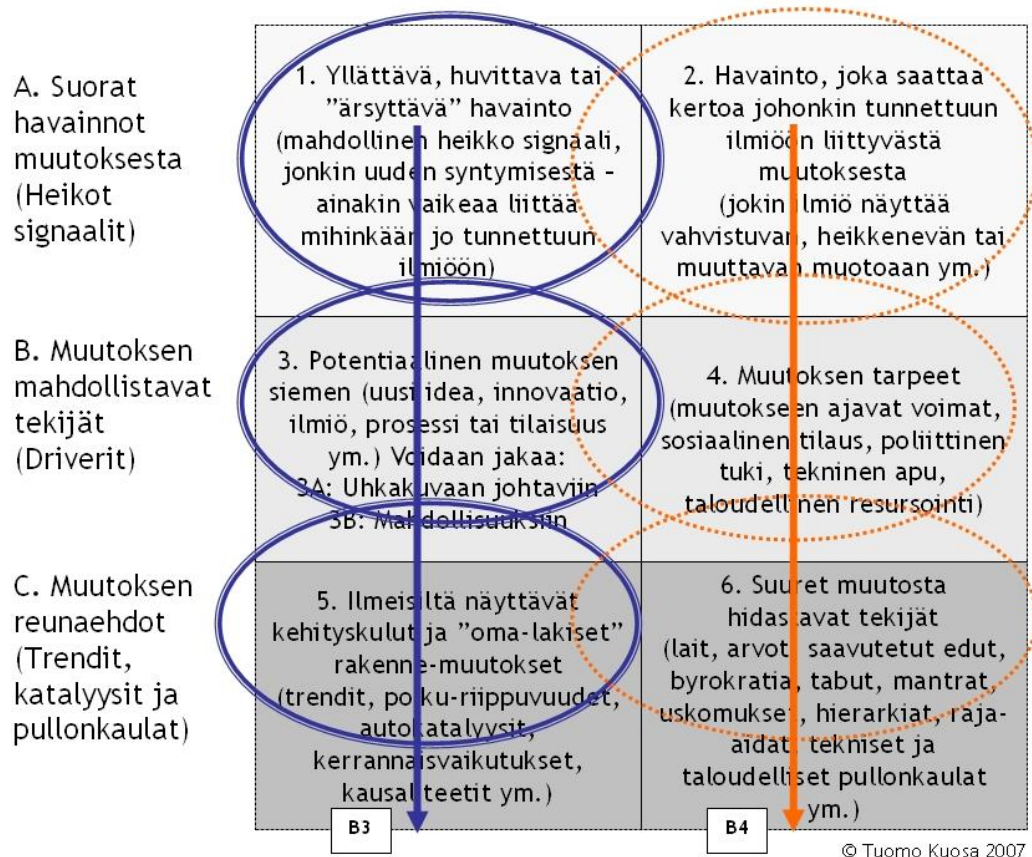 A. Suorat
havainnot
muutoksesta
(Heikot
signaalit)
1. Yllättävä, huvittava tai
”ärsyttävä” havainto
(mahdollinen heikko signaali,
jonkin uuden syntymisestä –
ainakin vaikeaa liittää
mihinkään jo tunnettuun
ilmiöön)
2. Havainto, joka saattaa
kertoa johonkin tunnettuun
ilmiöön liittyvästä
muutoksesta
(jokin ilmiö näyttää
vahvistuvan, heikkenevän tai
muuttavan muotoaan ym.)
B. Muutoksen
mahdollistavat
tekijät
(Driverit)
3. Potentiaalinen muutoksen
siemen (uusi idea, innovaatio,
ilmiö, prosessi tai tilaisuus
ym.) Voidaan jakaa:
3A: Uhkakuvaan johtaviin
3B: Mahdollisuuksiin
4. Muutoksen tarpeet
(muutokseen ajavat voimat,
sosiaalinen tilaus, poliittinen
tuki, tekninen apu,
taloudellinen resursointi)
C. Muutoksen
reunaehdot
(Trendit,
katalyysit ja
pullonkaulat)
5. Ilmeisiltä näyttävät
kehityskulut ja ”oma-lakiset”
rakenne-muutokset
(trendit, polku-riippuvuudet,
autokatalyysit,
kerrannaisvaikutukset,
kausaliteetit ym.)
6. Suuret muutosta
hidastavat tekijät
(lait, arvot, saavutetut edut,
byrokratia, tabut, mantrat,
uskomukset, hierarkiat, raja-
aidat, tekniset ja
taloudelliset pullonkaulat
ym.)
B3
B4
© Tuomo Kuosa 2007